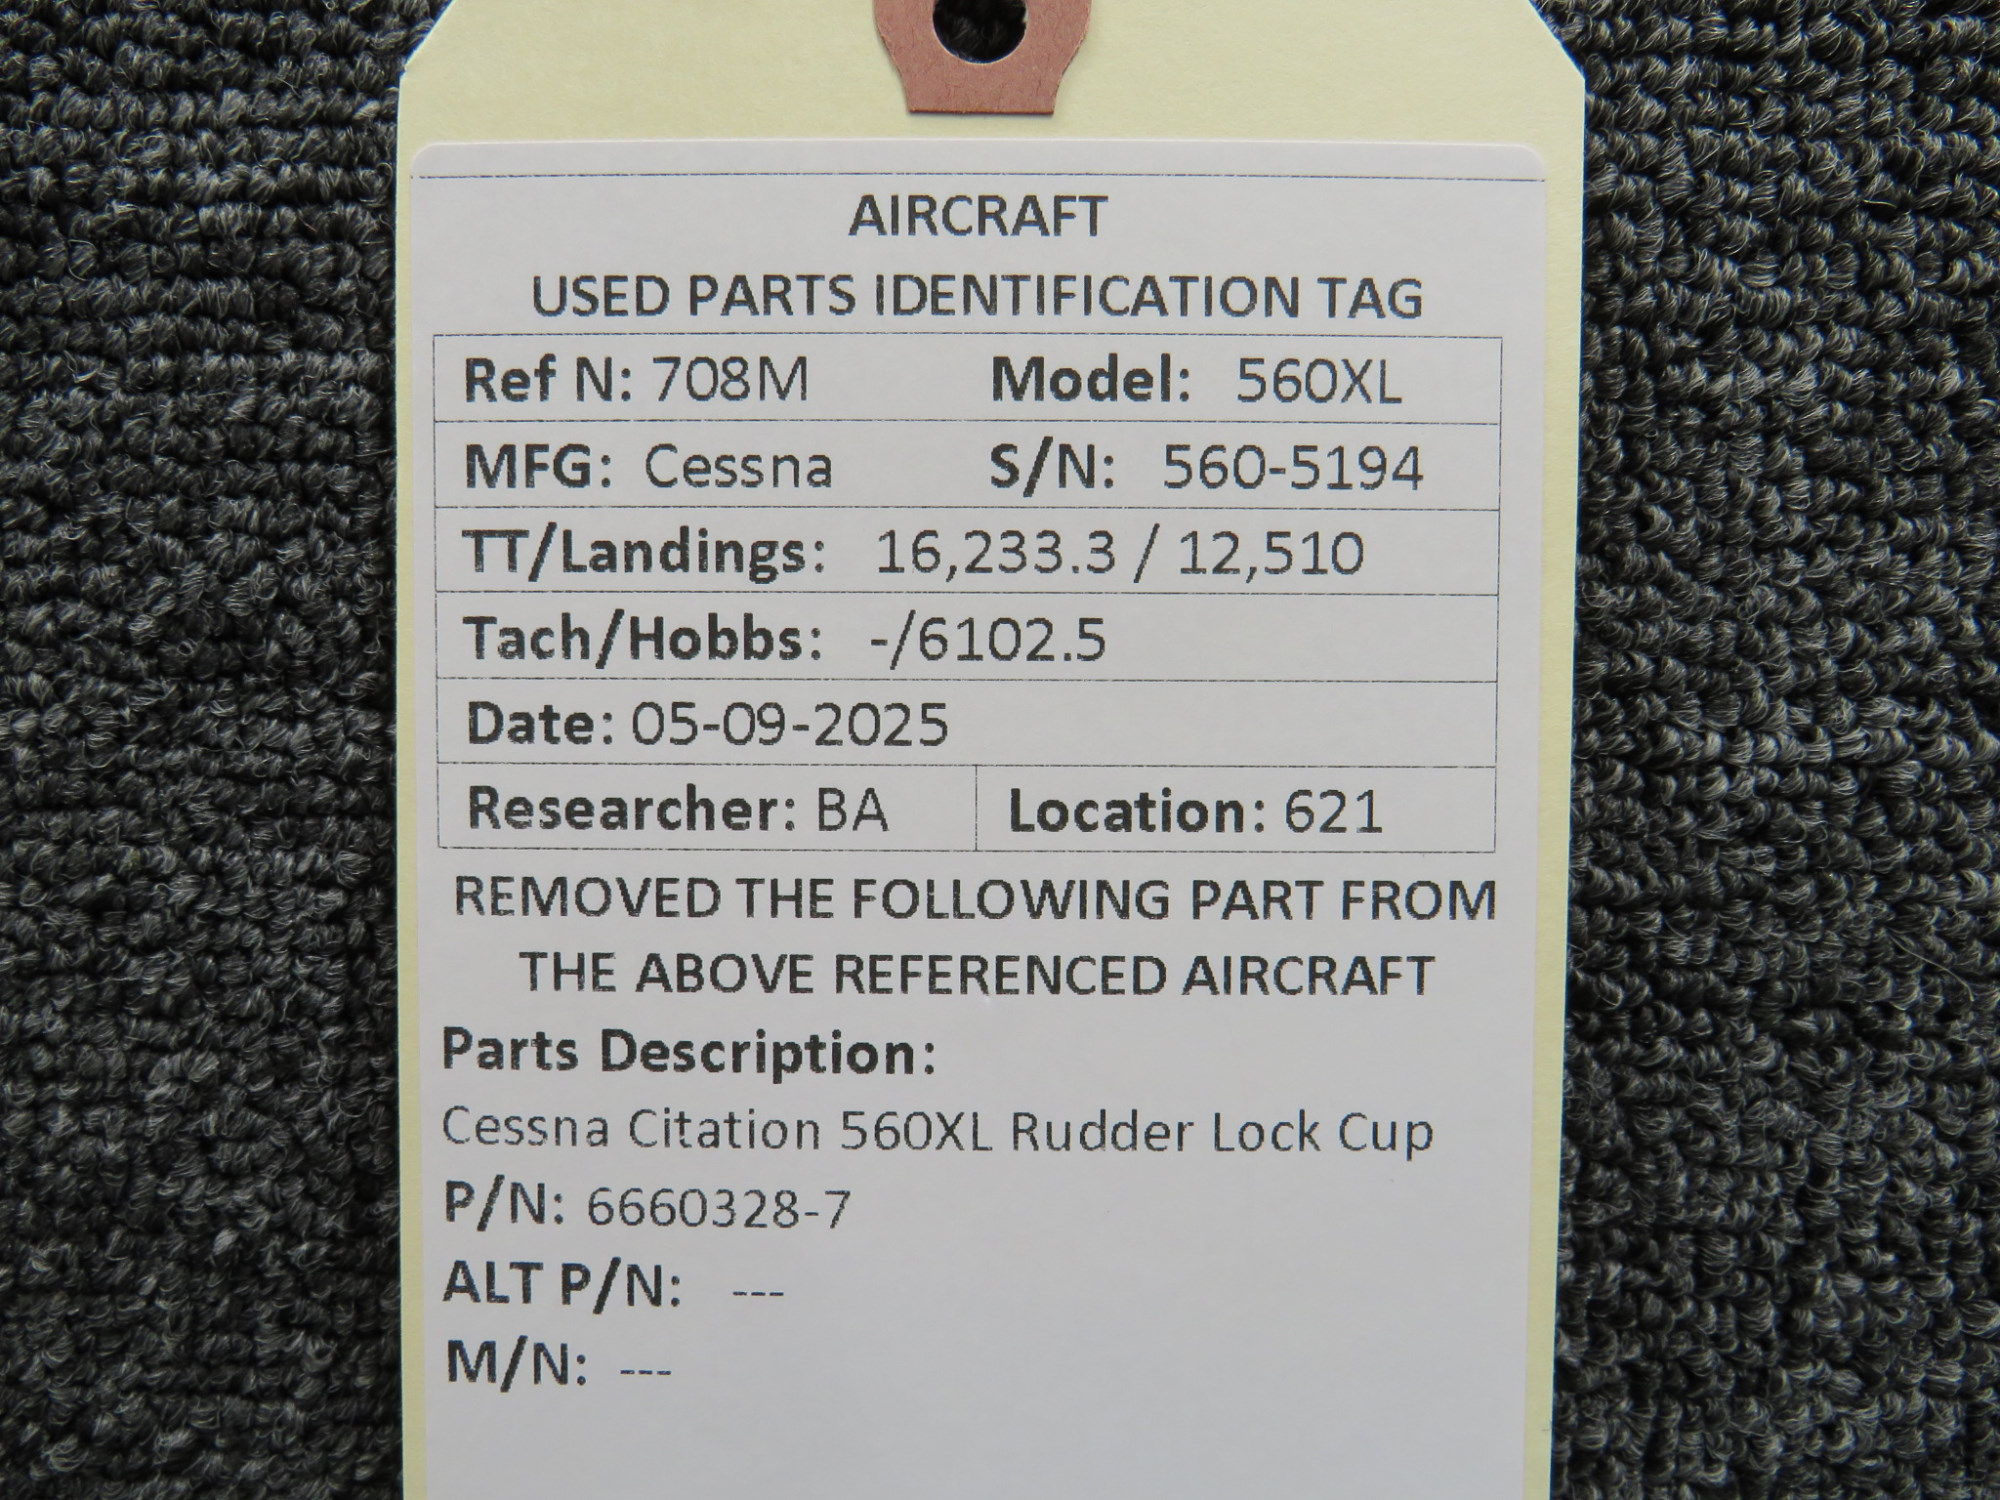 AIRCRAFT
USED PARTS IDENTIFICATION TAG
Ref N: 708M Model: 560XL
MFG: Cessna S/N: 560-5194
TT/Landings: 16,233.3 / 12,510
Tach/Hobbs: -/6102.5
Date: 05-09-2025
Researcher: BA Location: 621
REMOVED THE FOLLOWING PART FROM
THE ABOVE REFERENCED AIRCRAFT
Parts Description:
Cessna Citation 560XL Rudder Lock Cup
P/N: 6660328-7
ALT P/N: ---
M/N: ---